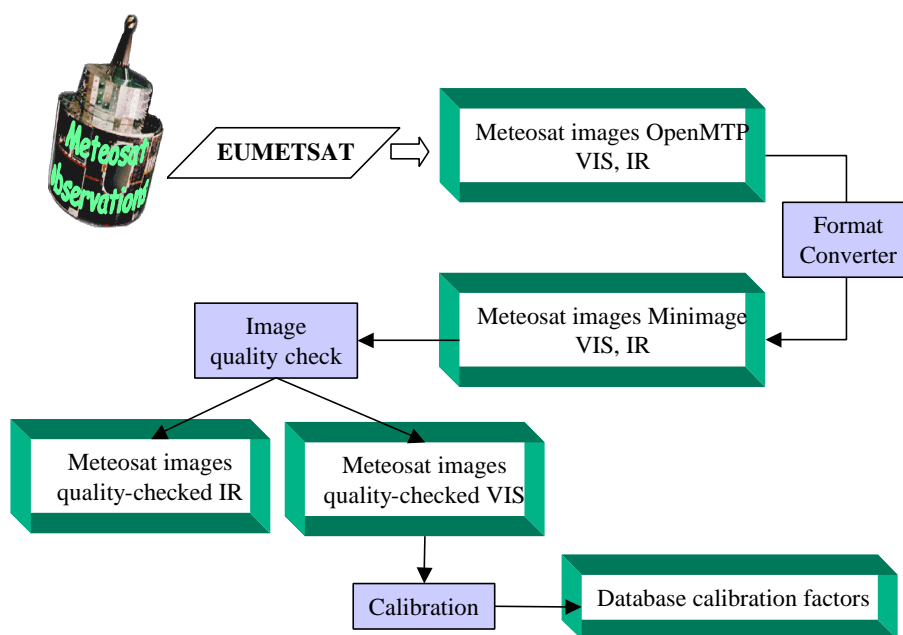 Meteosat
observations
EUMETSAT
Meteosat images OpenMTP
VIS, IR
Format
Converter
Meteosat images Minimage
VIS, IR
Image
quality check
Meteosat images
quality-checked IR
Meteosat images
quality-checked VIS
Calibration
Database calibration factors